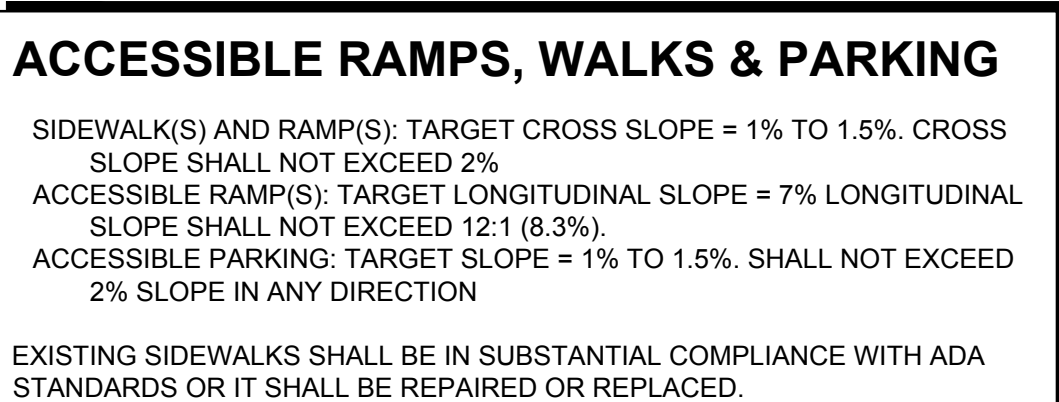 ACCESSIBLE RAMPS, WALKS & PARKING
SIDEWALK(S) AND RAMP(S): TARGET CROSS SLOPE = 1% TO 1.5%. CROSS
SLOPE SHALL NOT EXCEED 2%
ACCESSIBLE RAMP(S): TARGET LONGITUDINAL SLOPE = 7% LONGITUDINAL
SLOPE SHALL NOT EXCEED 12:1 (8.3%).
ACCESSIBLE PARKING: TARGET SLOPE = 1% TO 1.5%. SHALL NOT EXCEED
2% SLOPE IN ANY DIRECTION
EXISTING SIDEWALKS SHALL BE IN SUBSTANTIAL COMPLIANCE WITH ADA
STANDARDS OR IT SHALL BE REPAIRED OR REPLACED.